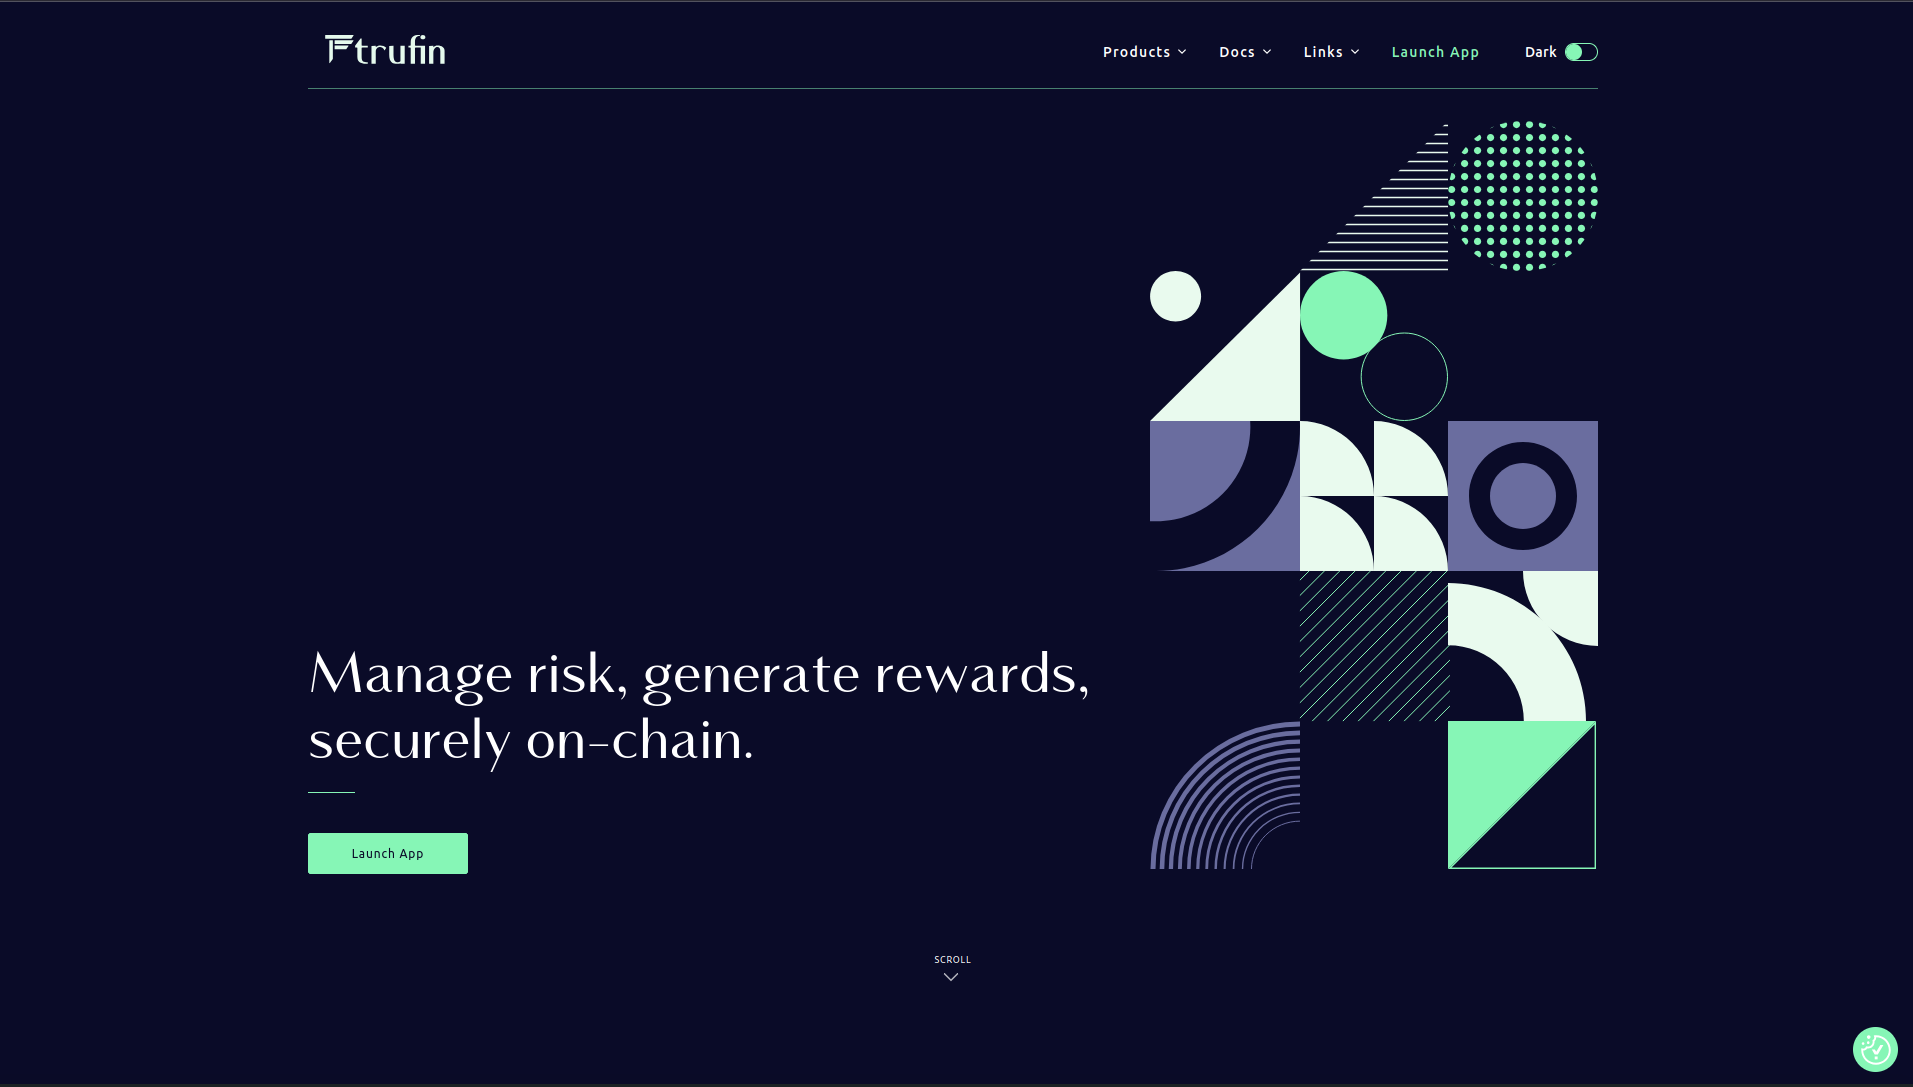 trufin
Products
Docs
Links
Launch App
Dark
Manage risk, generate rewards,
securely on-chain.
Launch App
SCROLL